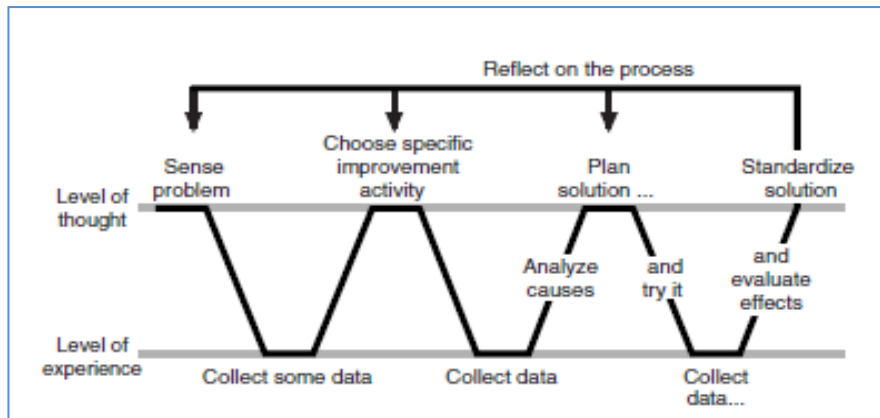 Reflect on the process
Sense
problem
Choose specific
improvement
activity
Plan
solution ...
Standardize
solution
Level of
thought
Analyze
causes
and
try it
and
evaluate
effects
Level of
experience
Collect some data
Collect data
Collect
data...